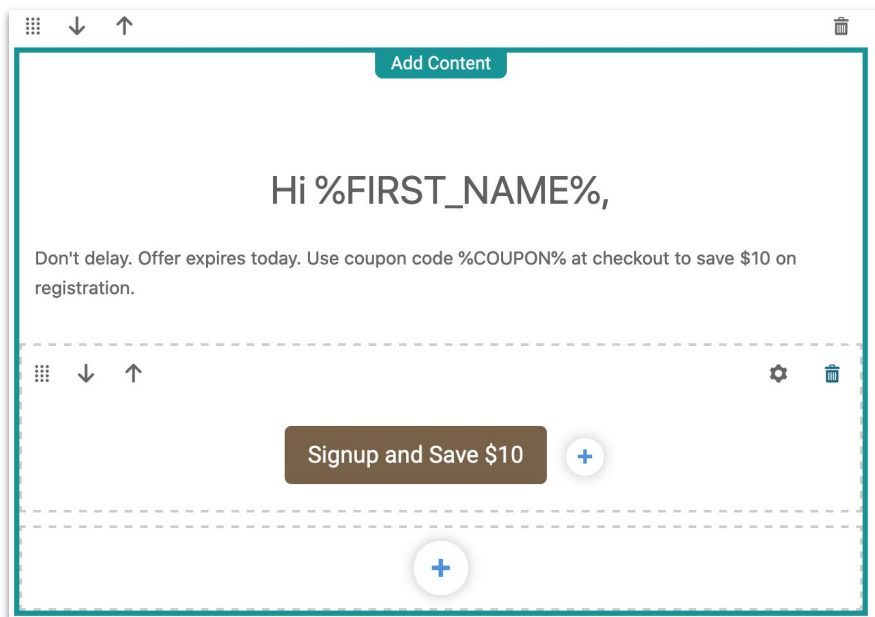 Add Content
Hi %FIRST_NAME%,
Don't delay. Offer expires today. Use coupon code %COUPON% at checkout to save $10 on
registration.
Signup and Save $10